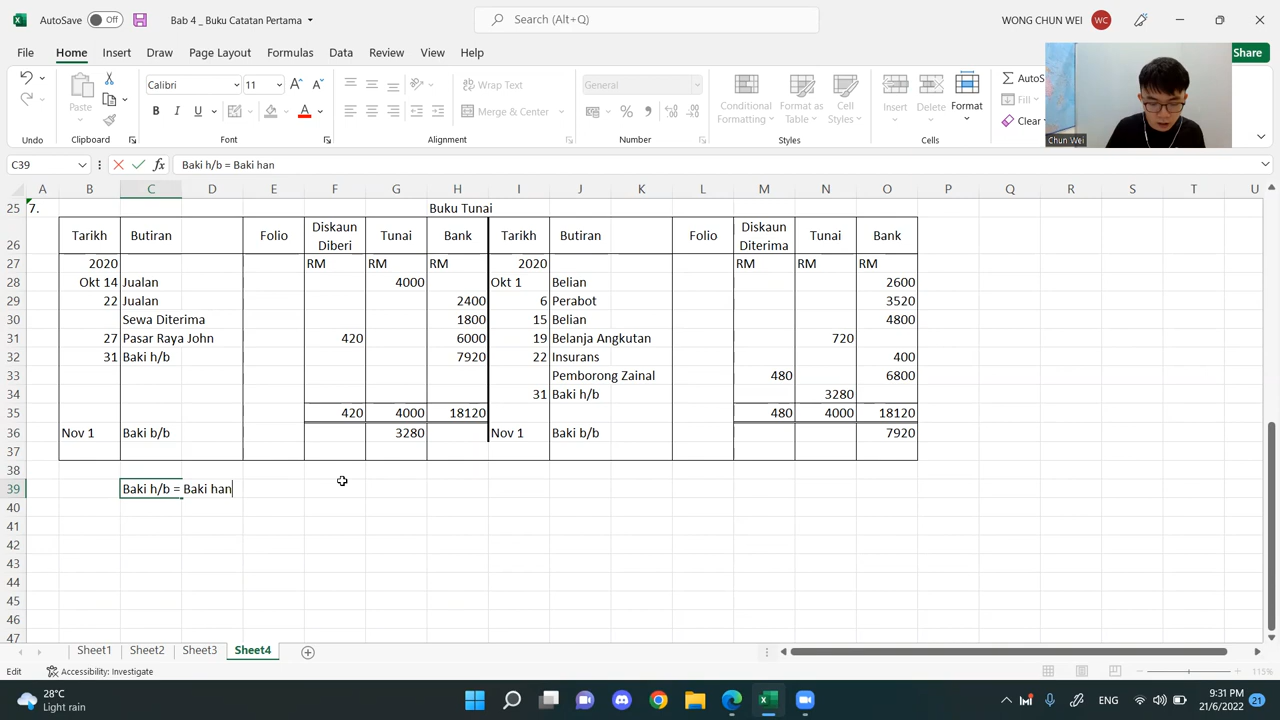 AutoSave Off Bab 4 _ Buku Catatan Pertama Search (Alt+Q) WONG CHUN WEI WC
File Home Insert Draw Page Layout Formulas Data Review View Help Share
Undo Paste Clipboard
Calibri 11 A A B I U A Font
Wrap Text Merge & Center Alignment
General % Number
Conditional Formatting Format as Table Cell Styles Styles
Insert Delete Format Cells
AutoS
Fill
Clear
Chun Wei
C39 fx Baki h/b = Baki han
A B C D E F G H I J K L M N O P Q R S T U
25 7. Buku Tunai
26 Tarikh Butiran Folio Diskaun Diberi Tunai Bank Tarikh Butiran Folio Diskaun Diterima Tunai Bank
27 2020 RM RM RM 2020 RM RM RM
28 Okt 14 Jualan 4000 Okt 1 Belian 2600
29 22 Jualan 2400 6 Perabot 3520
30 Sewa Diterima 1800 15 Belian 4800
31 27 Pasar Raya John 420 6000 19 Belanja Angkutan 720
32 31 Baki h/b 7920 22 Insurans 400
33 Pemborong Zainal 480 6800
34 31 Baki h/b 3280
35 420 4000 18120 480 4000 18120
36 Nov 1 Baki b/b 3280 Nov 1 Baki b/b 7920
37
38
39 Baki h/b = Baki han
40
41
42
43
44
45
46
47
Sheet1 Sheet2 Sheet3 Sheet4
Edit Accessibility: Investigate 115%
28°C
Light rain
ENG 9:31 PM
21/6/2022 21